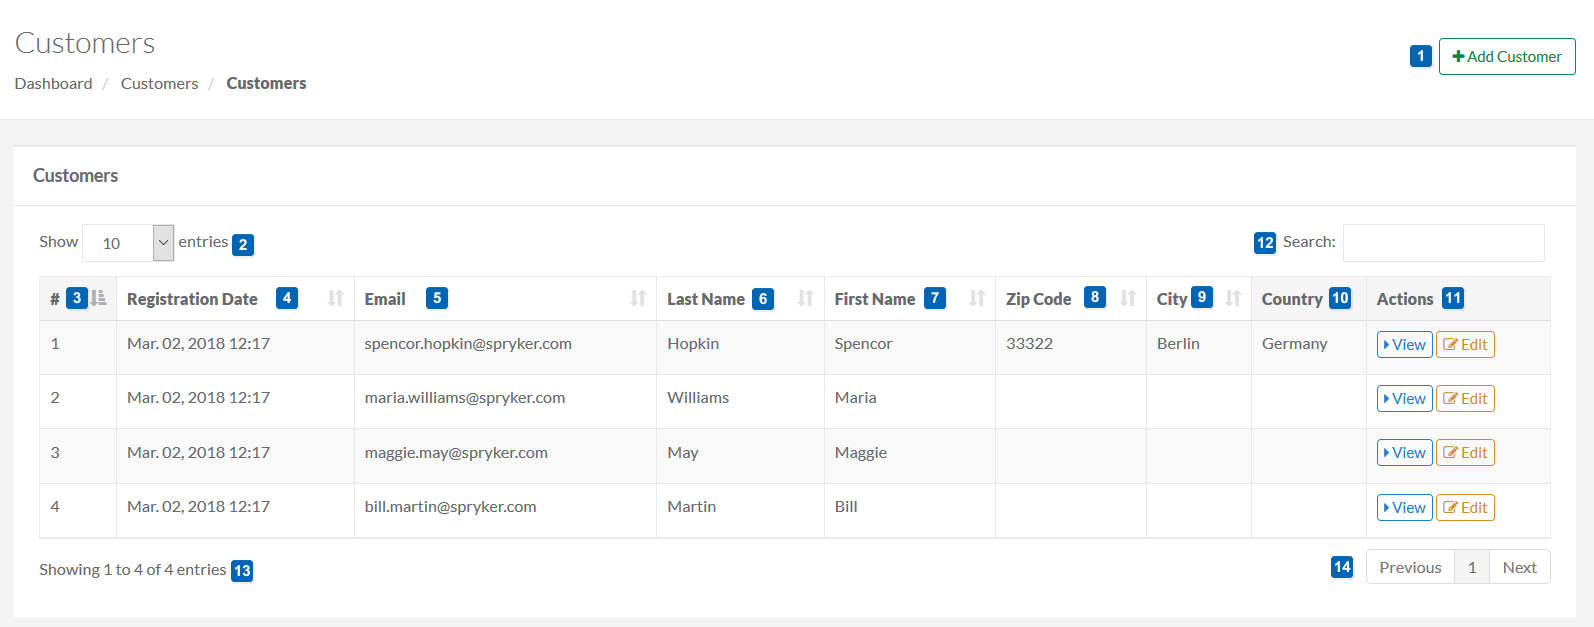 Customers
1 Add Customer
Dashboard / Customers / Customers
Customers
Show 10 entries 2
12 Search:
# 3 Registration Date 4 Email 5 Last Name 6 First Name 7 Zip Code 8 City 9 Country 10 Actions 11
1 Mar. 02, 2018 12:17 spencor.hopkin@spryker.com Hopkin Spencor 33322 Berlin Germany View Edit
2 Mar. 02, 2018 12:17 maria.williams@spryker.com Williams Maria View Edit
3 Mar. 02, 2018 12:17 maggie.may@spryker.com May Maggie View Edit
4 Mar. 02, 2018 12:17 bill.martin@spryker.com Martin Bill View Edit
Showing 1 to 4 of 4 entries 13
14 Previous 1 Next